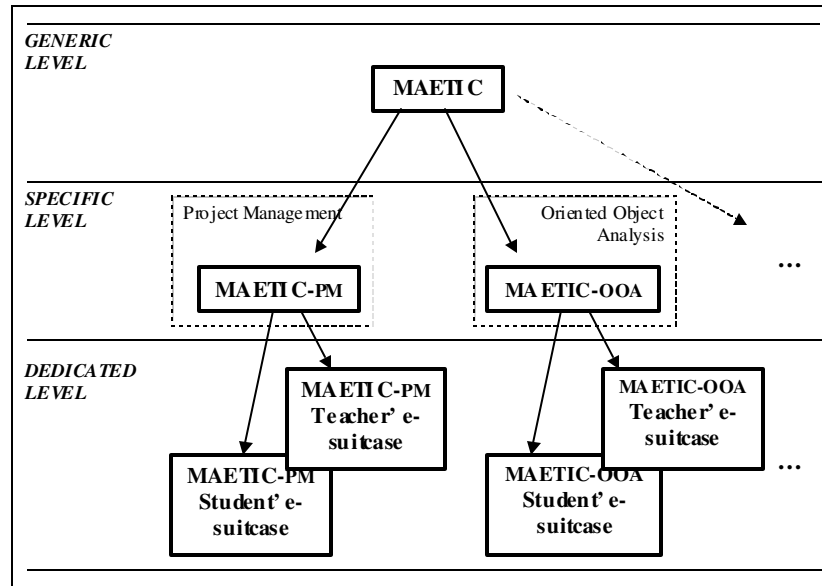 GENERIC
LEVEL
MAETIC
SPECIFIC
LEVEL
Project Management
Oriented Object
Analysis
...
MAETIC-PM
MAETIC-OOA
DEDICATED
LEVEL
MAETIC-PM
Teacher' e-
suitcase
MAETIC-OOA
Teacher' e-
suitcase
MAETIC-PM
Student' e-
suitcase
MAETIC-OOA
Student' e-
suitcase
...